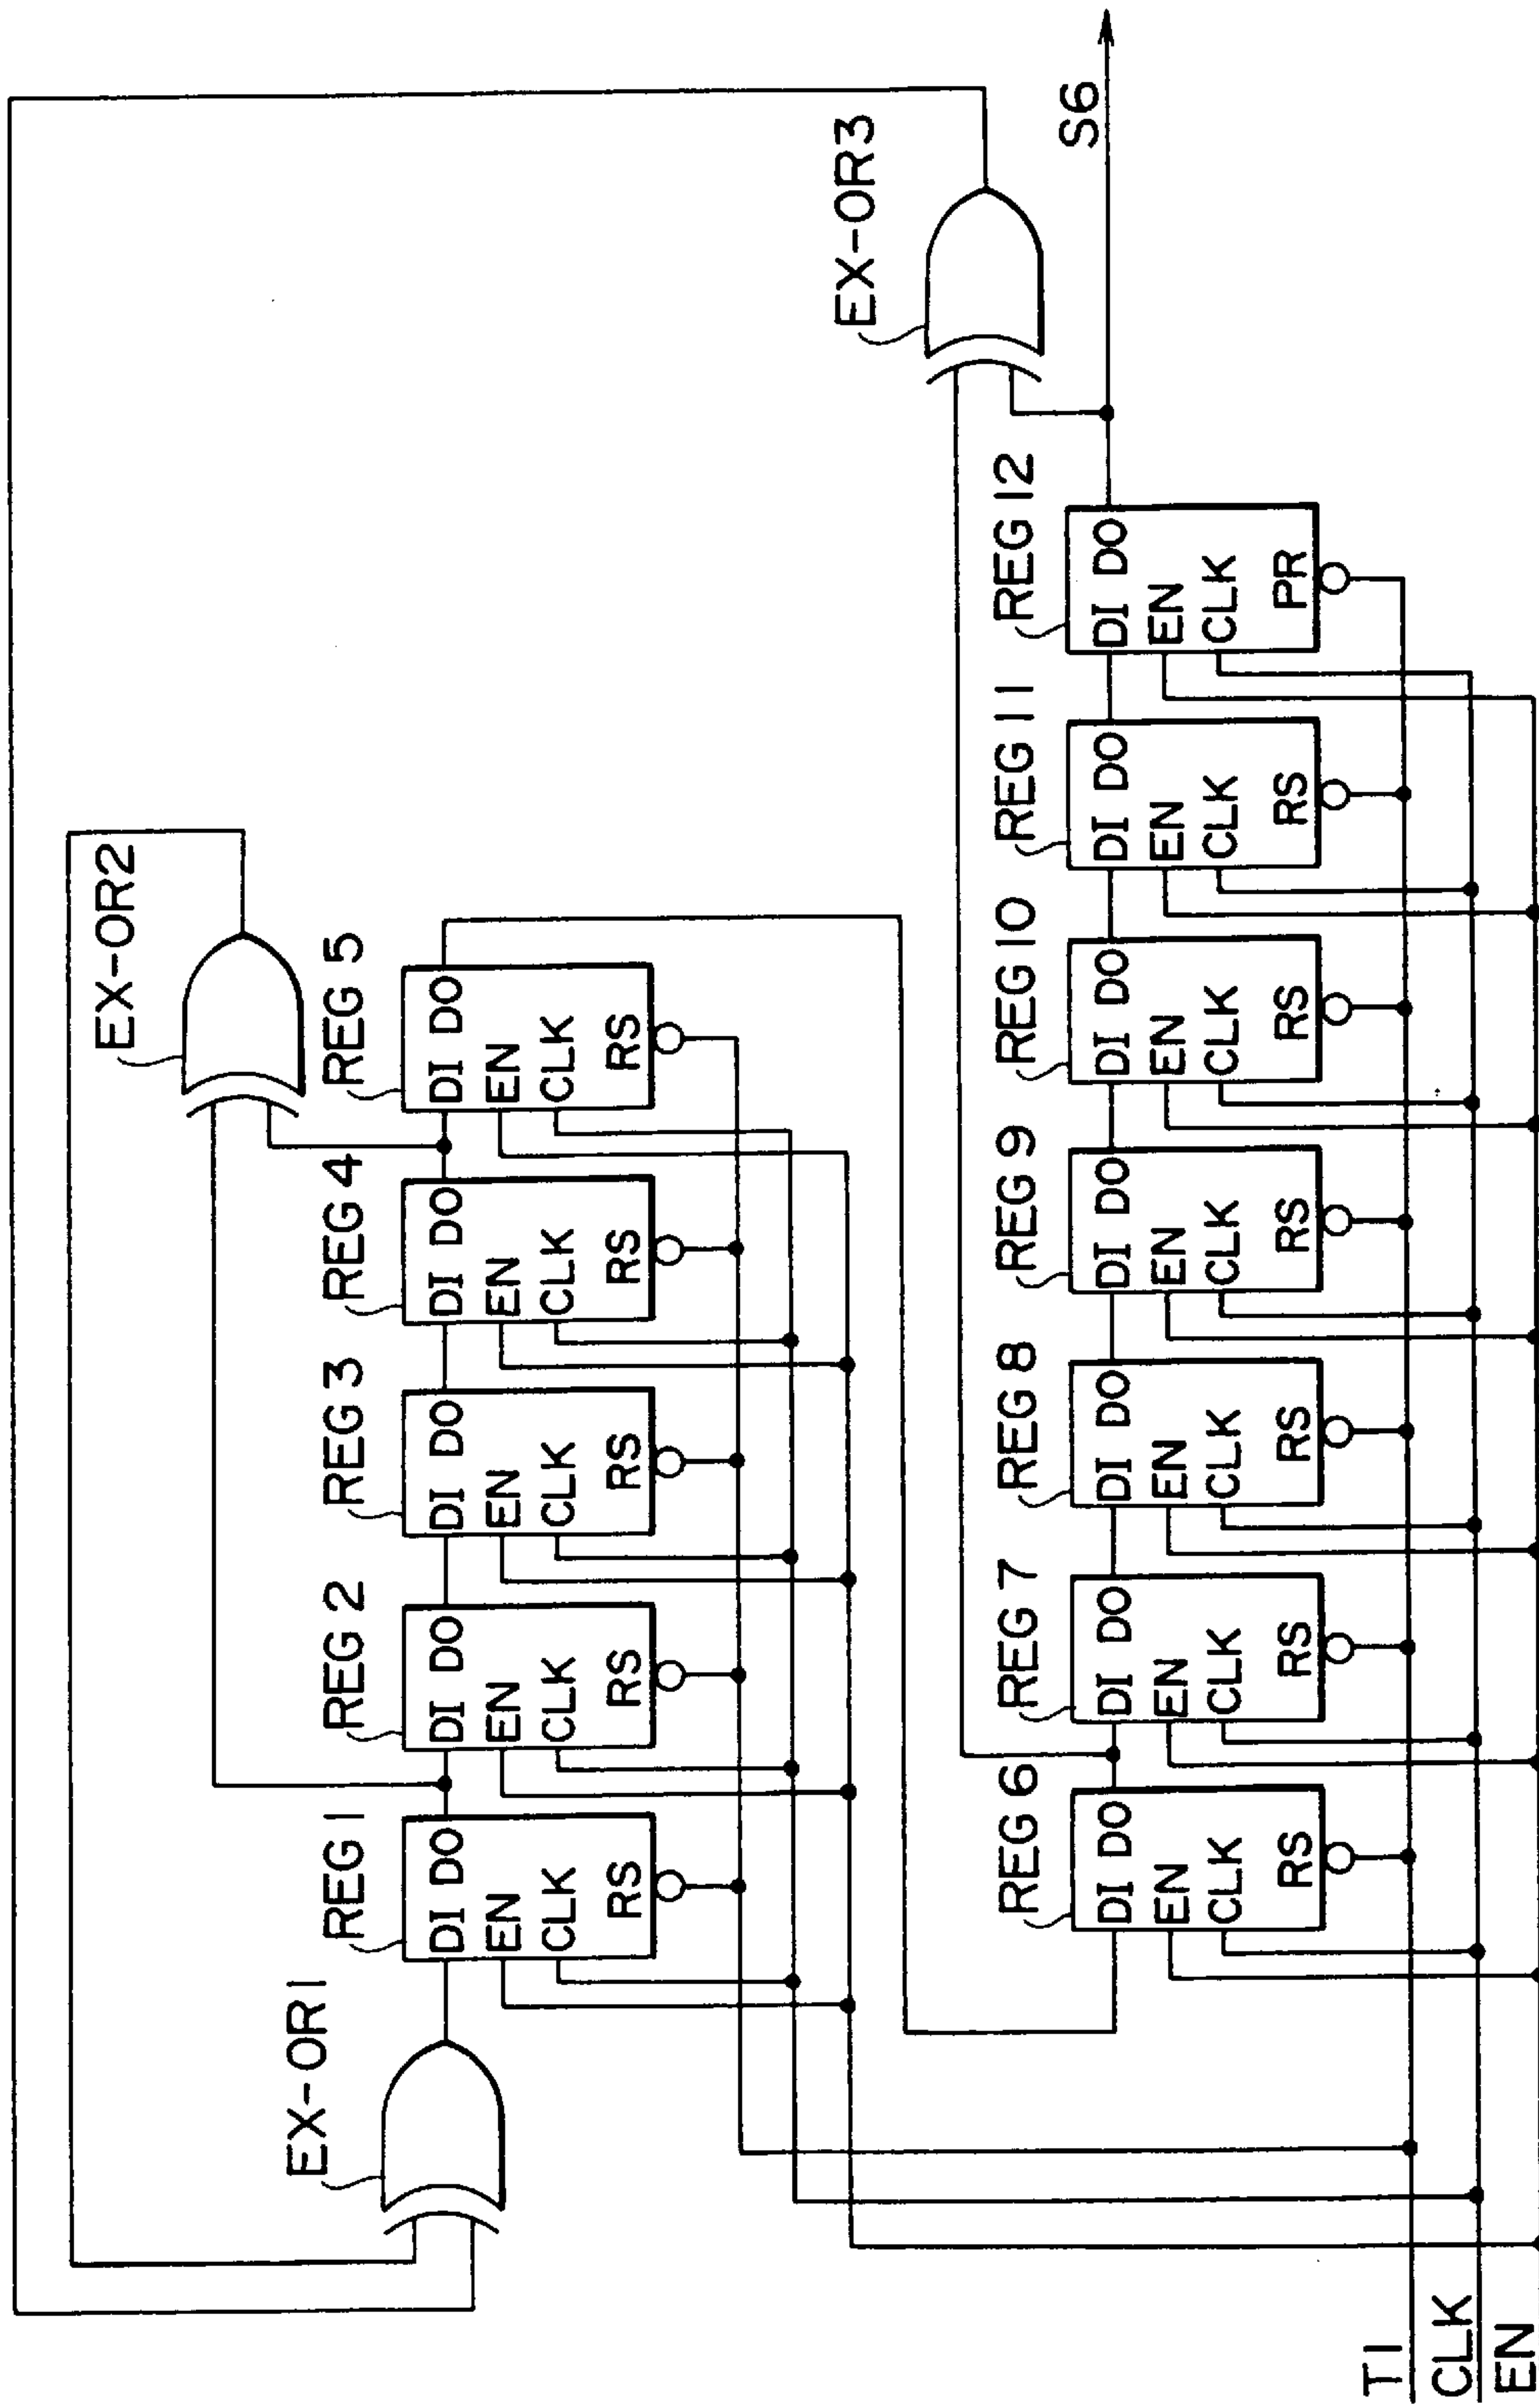 EX-OR1
EX-OR2
REG 1
DI DO
EN
CLK
RS
REG 2
DI DO
EN
CLK
RS
REG 3
DI DO
EN
CLK
RS
REG 4
DI DO
EN
CLK
RS
REG 5
DI DO
EN
CLK
RS
EX-OR3
S6
REG 6
DI DO
EN
CLK
RS
REG 7
DI DO
EN
CLK
RS
REG 8
DI DO
EN
CLK
RS
REG 9
DI DO
EN
CLK
RS
REG 10
DI DO
EN
CLK
RS
REG 11
DI DO
EN
CLK
RS
REG 12
DI DO
EN
CLK
PR
T1
CLK
EN